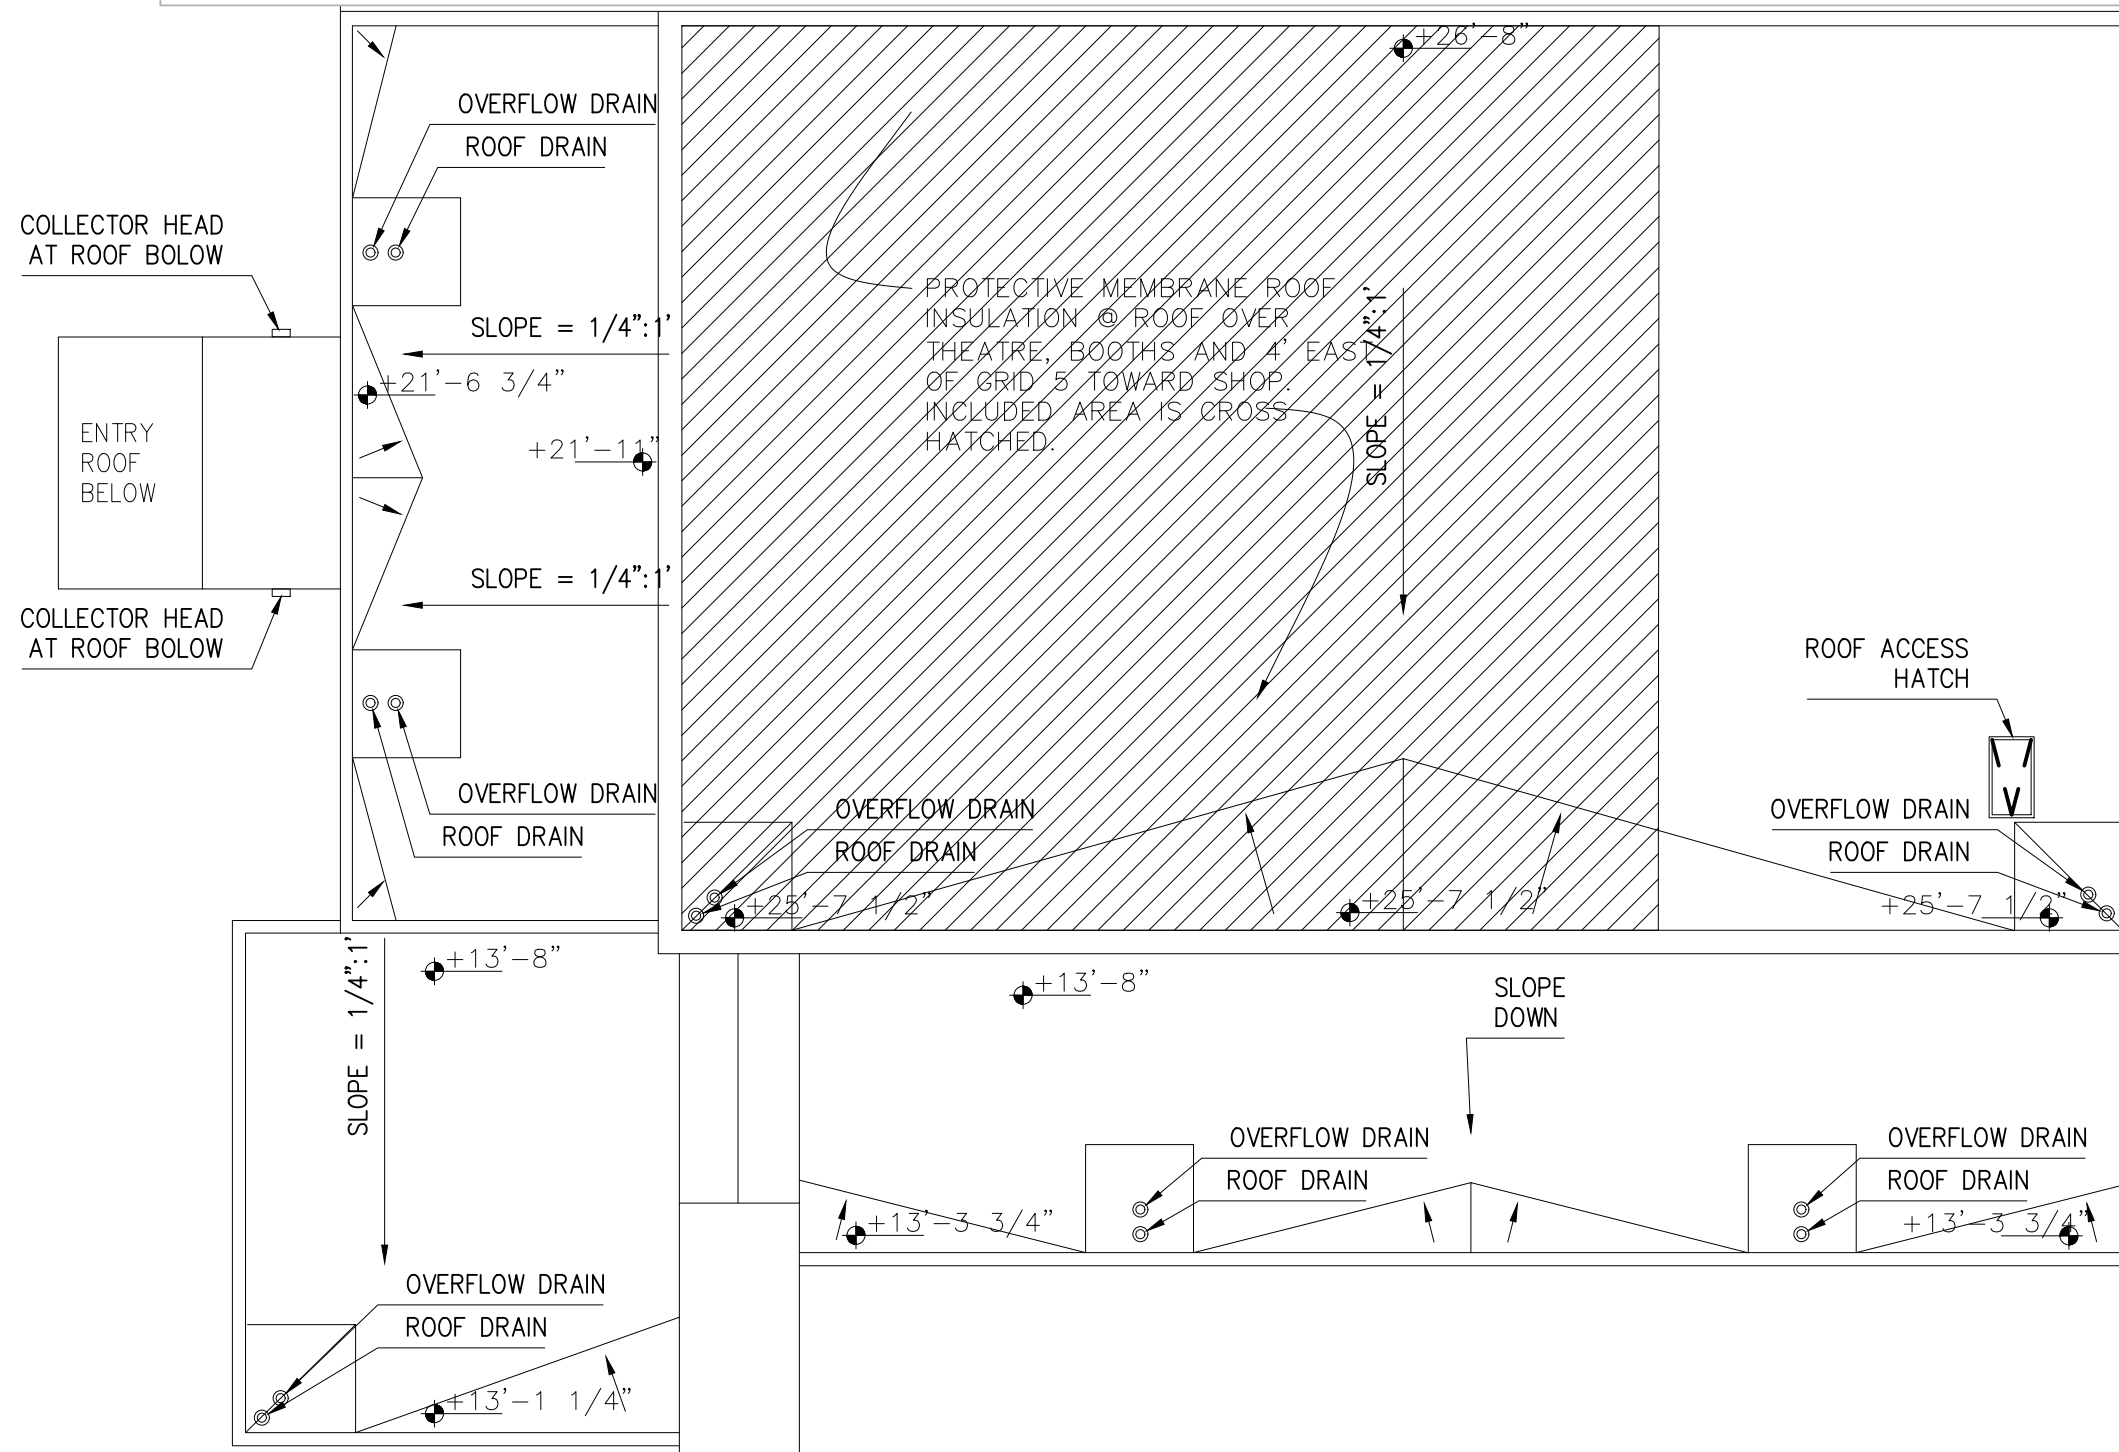 +26'-8"
OVERFLOW DRAIN
ROOF DRAIN
COLLECTOR HEAD
AT ROOF BOLOW
PROTECTIVE MEMBRANE ROOF
INSULATION @ ROOF OVER
THEATRE, BOOTHS AND 4' EAST
OF GRID 5 TOWARD SHOP.
INCLUDED AREA IS CROSS
HATCHED.
SLOPE = 1/4":1'
SLOPE = 1/4":1'
+21'-6 3/4"
+21'-11"
ENTRY
ROOF
BELOW
SLOPE = 1/4":1'
COLLECTOR HEAD
AT ROOF BOLOW
ROOF ACCESS
HATCH
OVERFLOW DRAIN
ROOF DRAIN
OVERFLOW DRAIN
ROOF DRAIN
OVERFLOW DRAIN
ROOF DRAIN
+25'-7 1/2"
+25'-7 1/2"
+25'-7 1/2"
SLOPE = 1/4":1'
+13'-8"
+13'-8"
SLOPE
DOWN
OVERFLOW DRAIN
ROOF DRAIN
OVERFLOW DRAIN
ROOF DRAIN
+13'-3 3/4"
+13'-3 3/4"
OVERFLOW DRAIN
ROOF DRAIN
+13'-1 1/4"